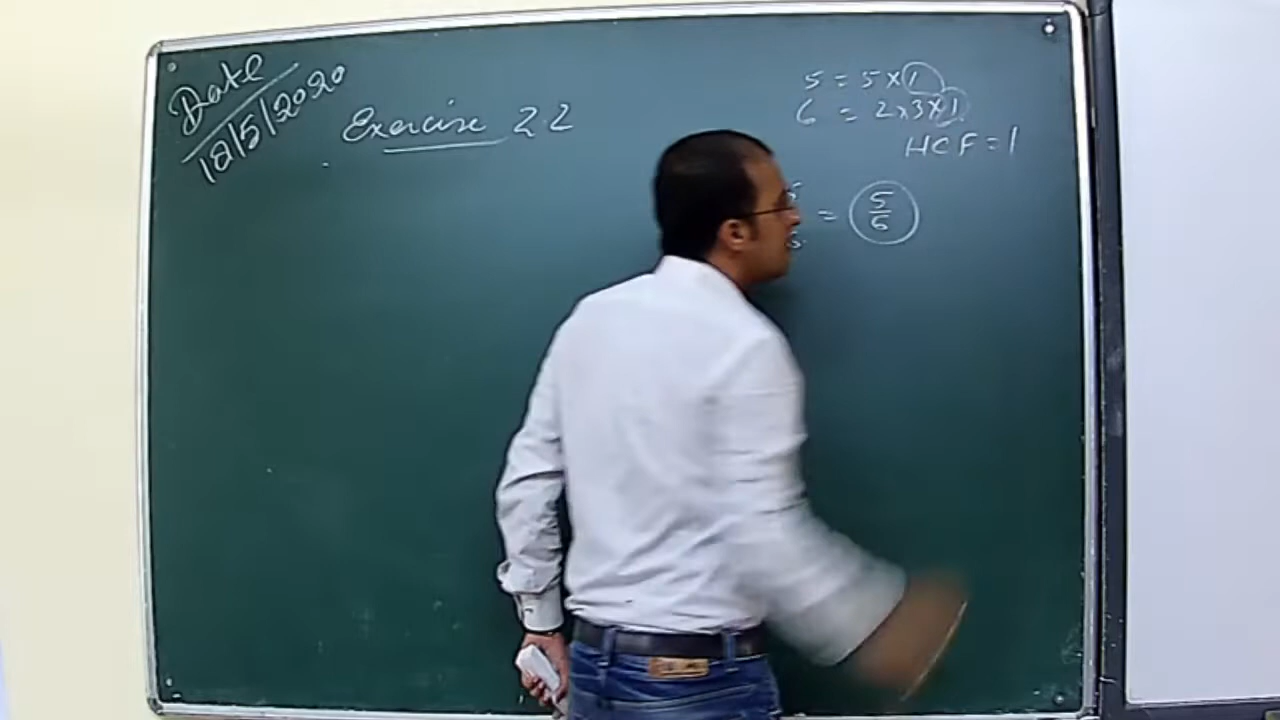 Date
18/5/2020
Exercise 2.2
5 = 5×1
6 = 2×3×1
HCF = 1
= 5/6